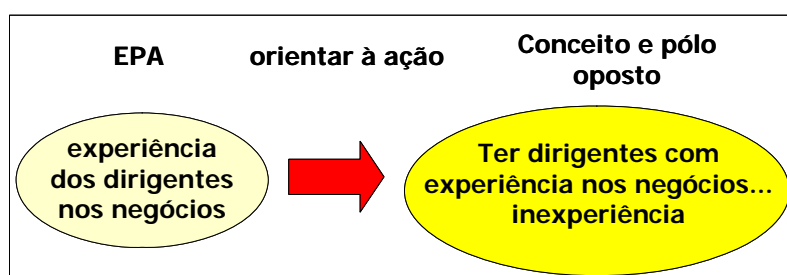 EPA
orientar à ação
Conceito e pólo
oposto
experiência
dos dirigentes
nos negócios
Ter dirigentes com
experiência nos negócios...
inexperiência